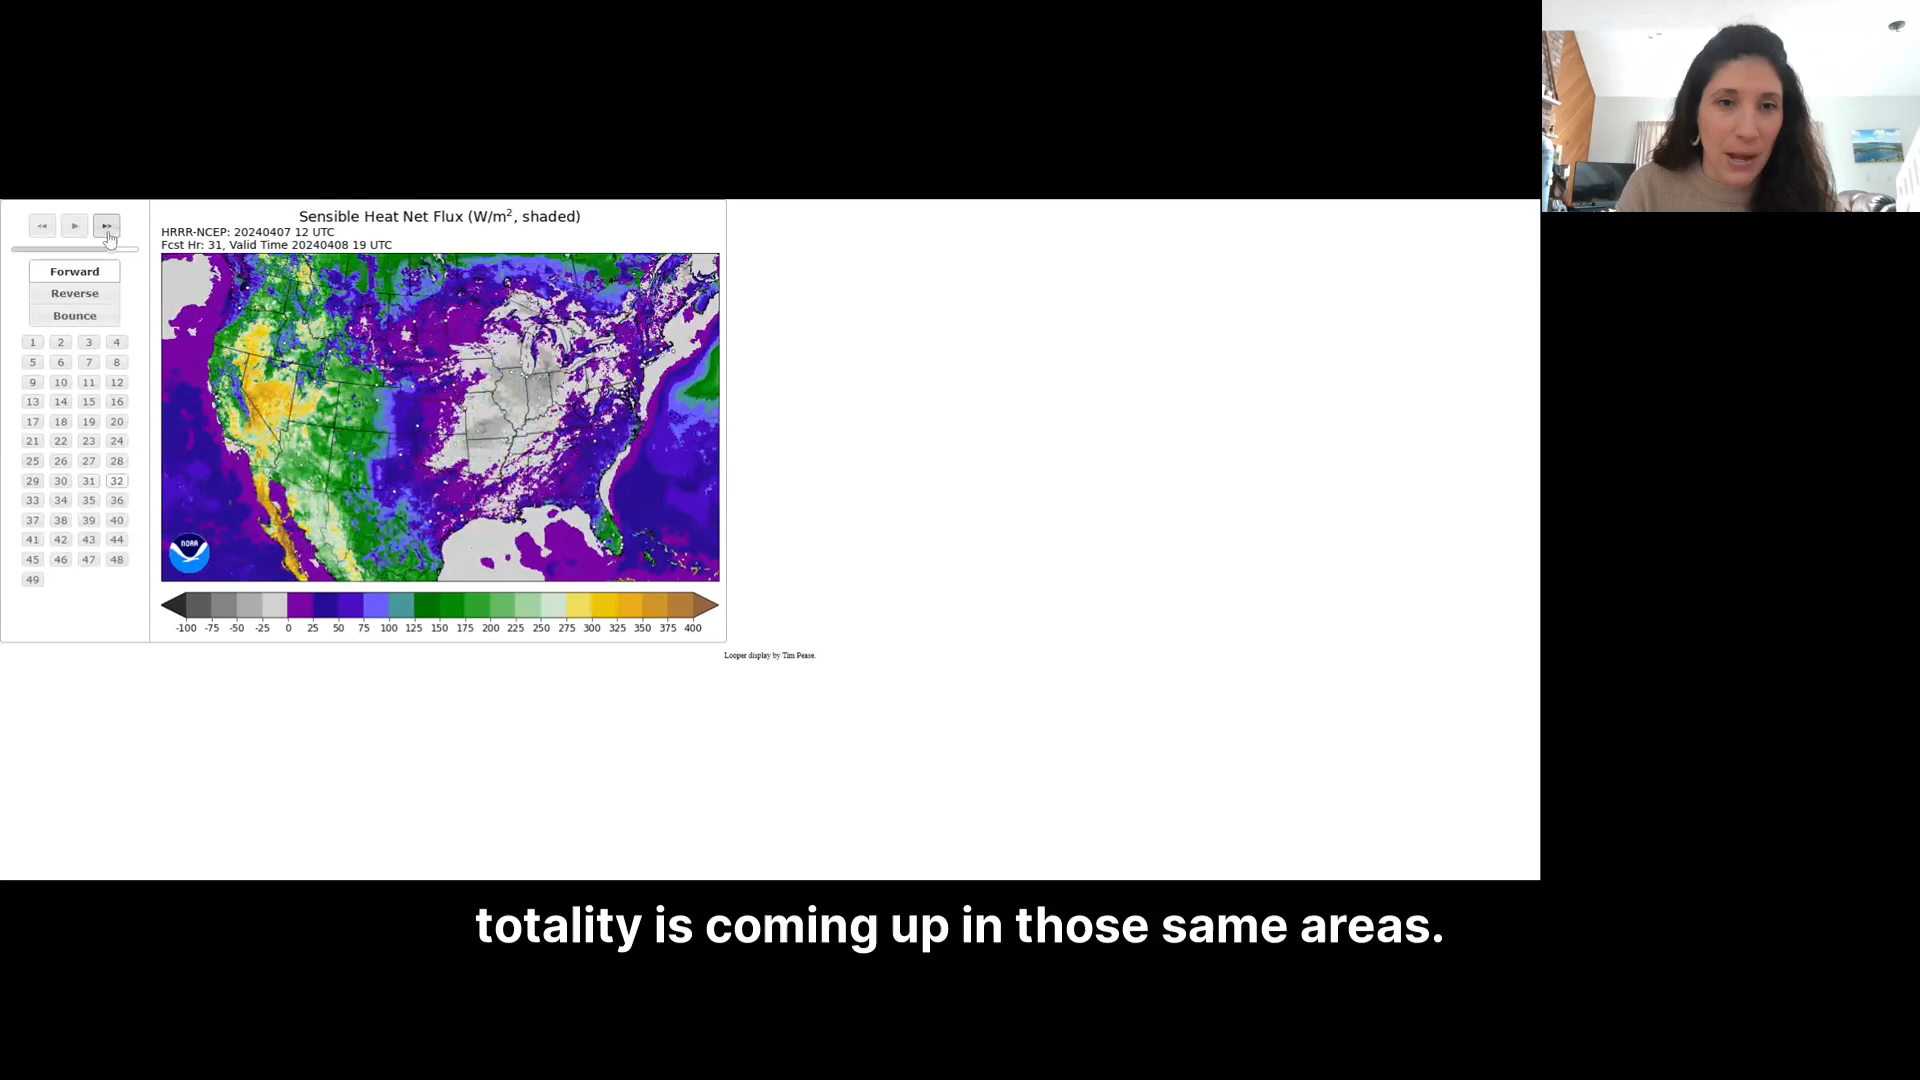 Sensible Heat Net Flux (W/m², shaded)
HRRR-NCEP: 20240407 12 UTC
Fcst Hr: 31, Valid Time 20240408 19 UTC
Forward
Reverse
Bounce
1 2 3 4
5 6 7 8
9 10 11 12
13 14 15 16
17 18 19 20
21 22 23 24
25 26 27 28
29 30 31 32
33 34 35 36
37 38 39 40
41 42 43 44
45 46 47 48
49
NOAA
-100 -75 -50 -25 0 25 50 75 100 125 150 175 200 225 250 275 300 325 350 375 400
Looper display by Tim Pease.
totality is coming up in those same areas.